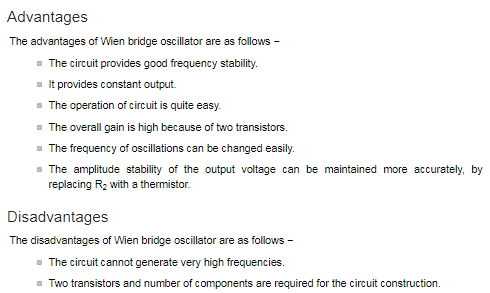 Advantages
The advantages of Wien bridge oscillator are as follows −
The circuit provides good frequency stability.
It provides constant output.
The operation of circuit is quite easy.
The overall gain is high because of two transistors.
The frequency of oscillations can be changed easily.
The amplitude stability of the output voltage can be maintained more accurately, by
replacing R₂ with a thermistor.
Disadvantages
The disadvantages of Wien bridge oscillator are as follows −
The circuit cannot generate very high frequencies.
Two transistors and number of components are required for the circuit construction.